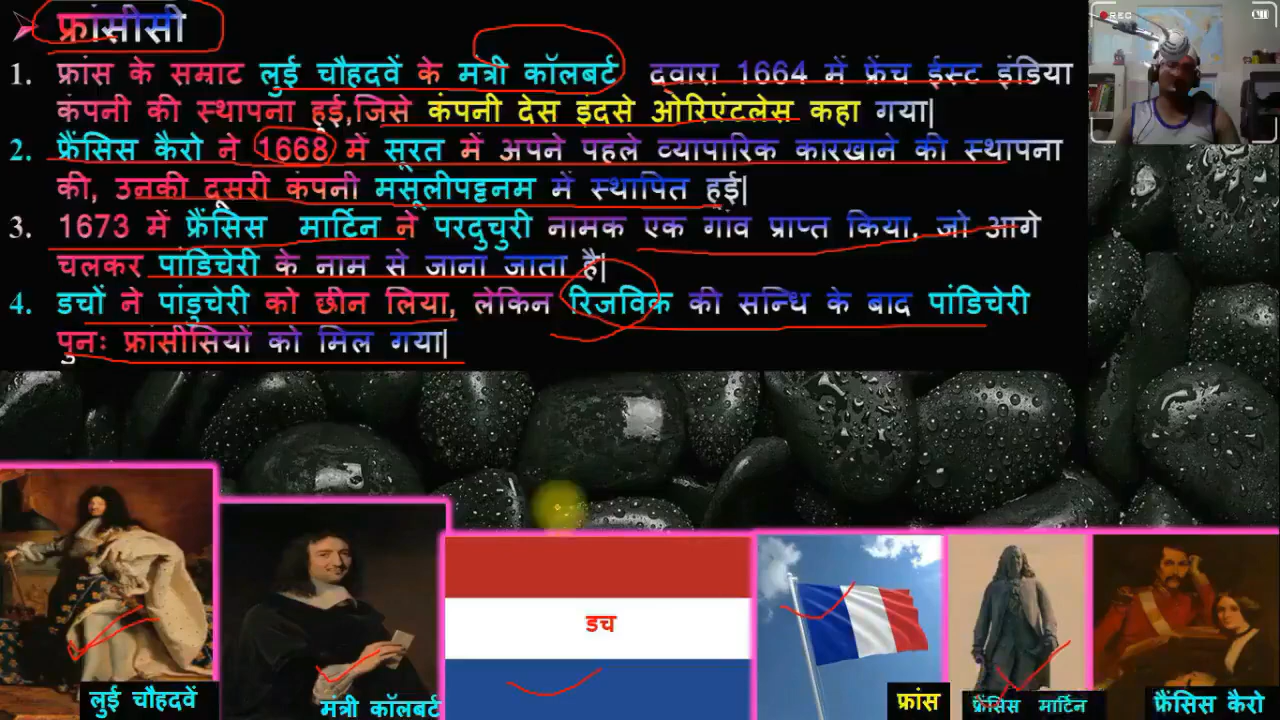 फ्रांसीसी
1. फ्रांस के सम्राट लुई चौहदवें के मंत्री कॉलबर्ट द्वारा 1664 में फ्रेंच ईस्ट इंडिया
कंपनी की स्थापना हुई,जिसे कंपनी देस इंदसे ओरिएंटलेस कहा गया|
2. फ्रैंसिस कैरो ने 1668 में सूरत में अपने पहले व्यापारिक कारखाने की स्थापना
की, उनकी दूसरी कंपनी मसूलीपट्टनम में स्थापित हुई|
3. 1673 में फ्रैंसिस मार्टिन ने परदुचुरी नामक एक गांव प्राप्त किया, जो आगे
चलकर पांडिचेरी के नाम से जाना जाता है|
4. डचों ने पांडुचेरी को छीन लिया, लेकिन रिजविक की सन्धि के बाद पांडिचेरी
पुनः फ्रांसीसियों को मिल गया|
REC
डच
लुई चौहदवें
मंत्री कॉलबर्ट
फ्रांस
फ्रैंसिस मार्टिन
फ्रैंसिस कैरो